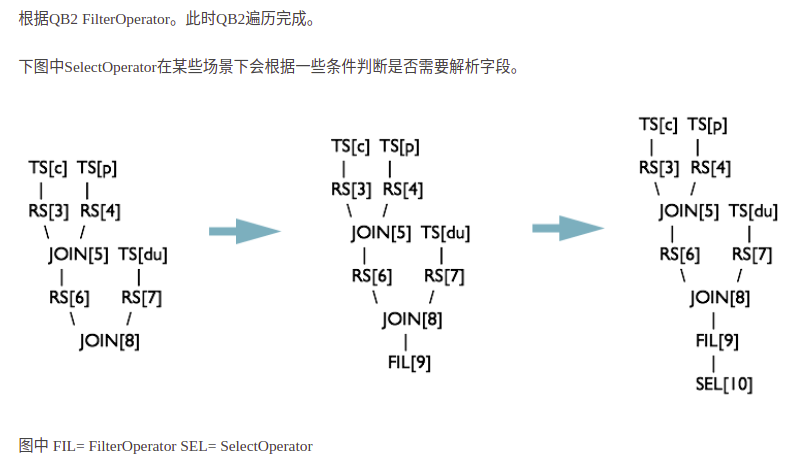 根据QB2 FilterOperator。此时QB2遍历完成。
下图中SelectOperator在某些场景下会根据一些条件判断是否需要解析字段。
TS[c] TS[p]
RS[3] RS[4]
JOIN[5] TS[du]
RS[6] RS[7]
JOIN[8]
TS[c] TS[p]
RS[3] RS[4]
JOIN[5] TS[du]
RS[6] RS[7]
JOIN[8]
FIL[9]
TS[c] TS[p]
RS[3] RS[4]
JOIN[5] TS[du]
RS[6] RS[7]
JOIN[8]
FIL[9]
SEL[10]
图中 FIL= FilterOperator SEL= SelectOperator